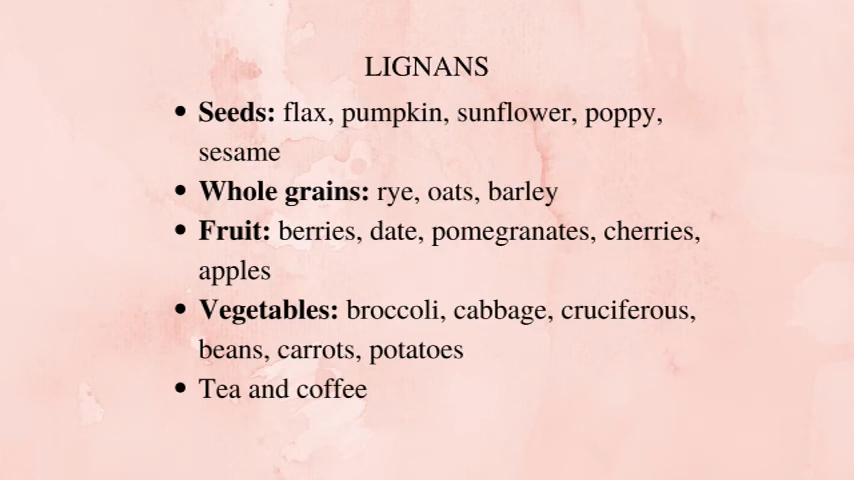 LIGNANS
• Seeds: flax, pumpkin, sunflower, poppy,
sesame
• Whole grains: rye, oats, barley
• Fruit: berries, date, pomegranates, cherries,
apples
• Vegetables: broccoli, cabbage, cruciferous,
beans, carrots, potatoes
• Tea and coffee